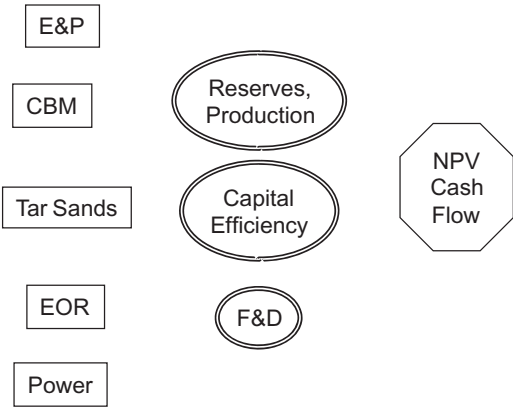 E&P
CBM
Tar Sands
EOR
Power
Reserves,
Production
Capital
Efficiency
F&D
NPV
Cash
Flow